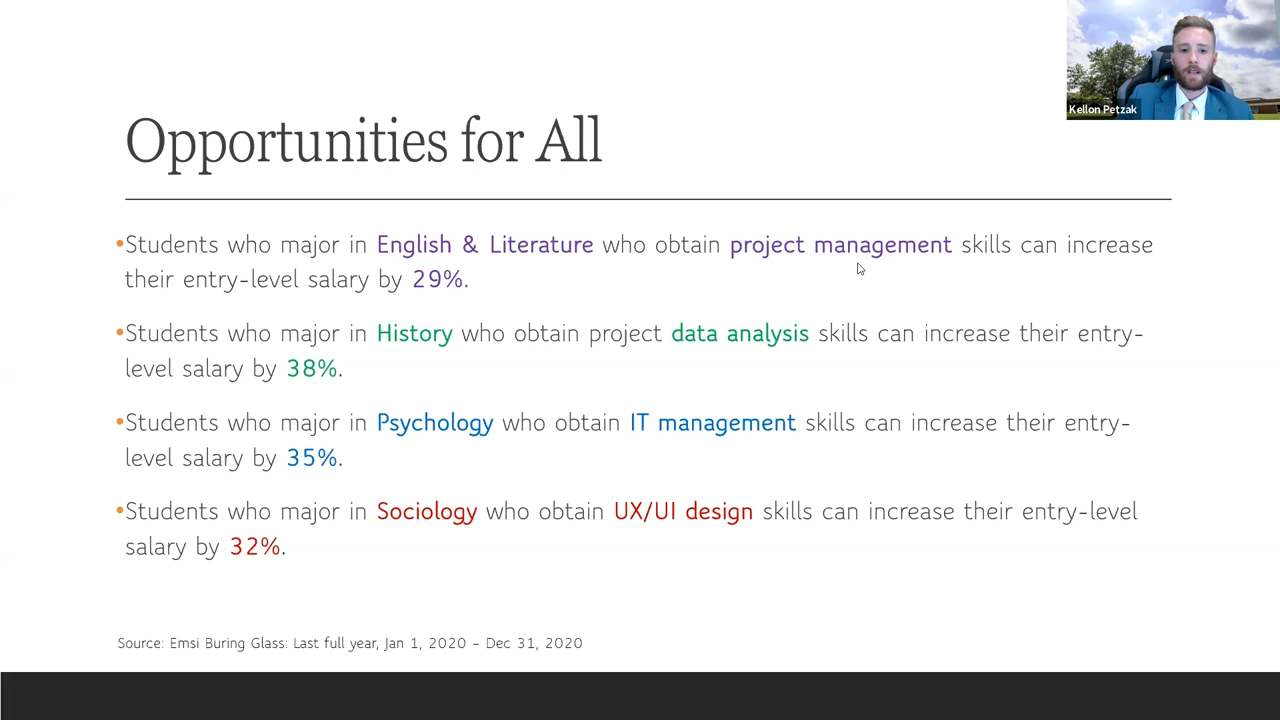 Kellon Petzak
Opportunities for All
•Students who major in English & Literature who obtain project management skills can increase
their entry-level salary by 29%.
•Students who major in History who obtain project data analysis skills can increase their entry-
level salary by 38%.
•Students who major in Psychology who obtain IT management skills can increase their entry-
level salary by 35%.
•Students who major in Sociology who obtain UX/UI design skills can increase their entry-level
salary by 32%.
Source: Emsi Buring Glass: Last full year, Jan 1, 2020 – Dec 31, 2020